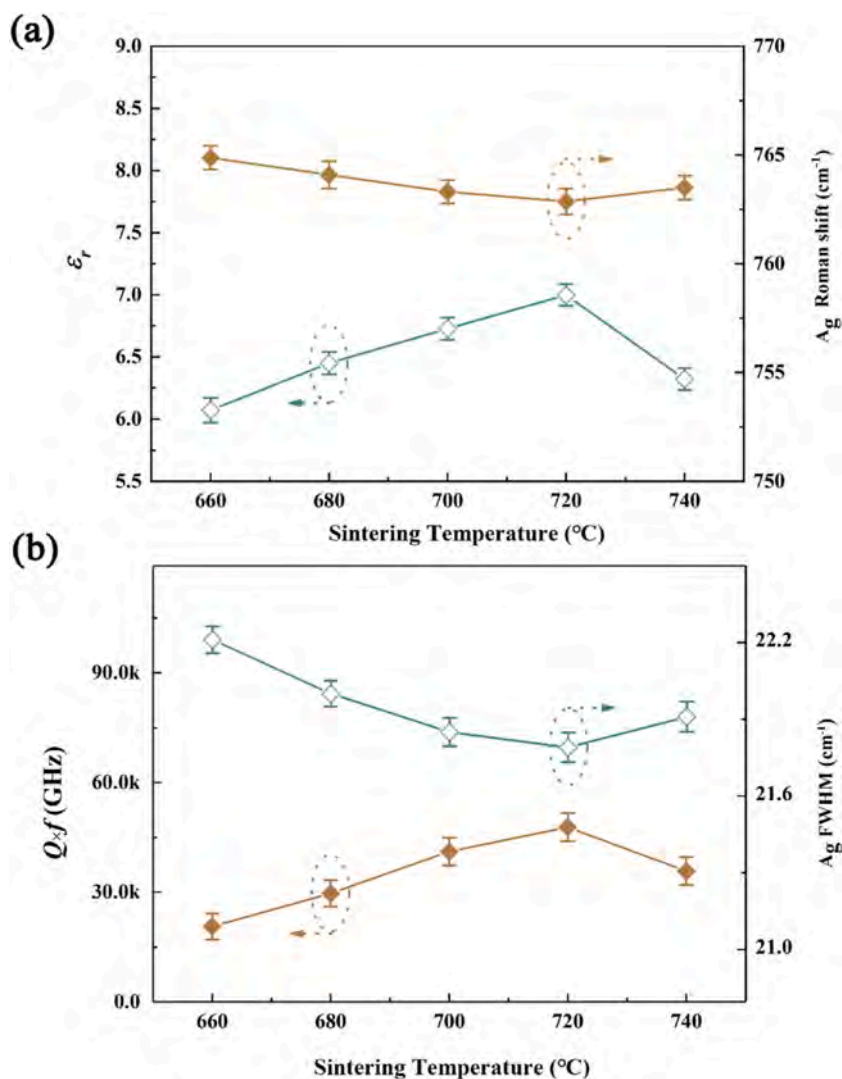 (a)
9.0
8.5
8.0
7.5
7.0
6.5
6.0
5.5
εr
770
765
760
755
750
Ag Roman shift (cm-1)
660 680 700 720 740
Sintering Temperature (°C)
(b)
90.0k
60.0k
30.0k
0.0
Q×f (GHz)
22.2
21.6
21.0
Ag FWHM (cm-1)
660 680 700 720 740
Sintering Temperature (°C)